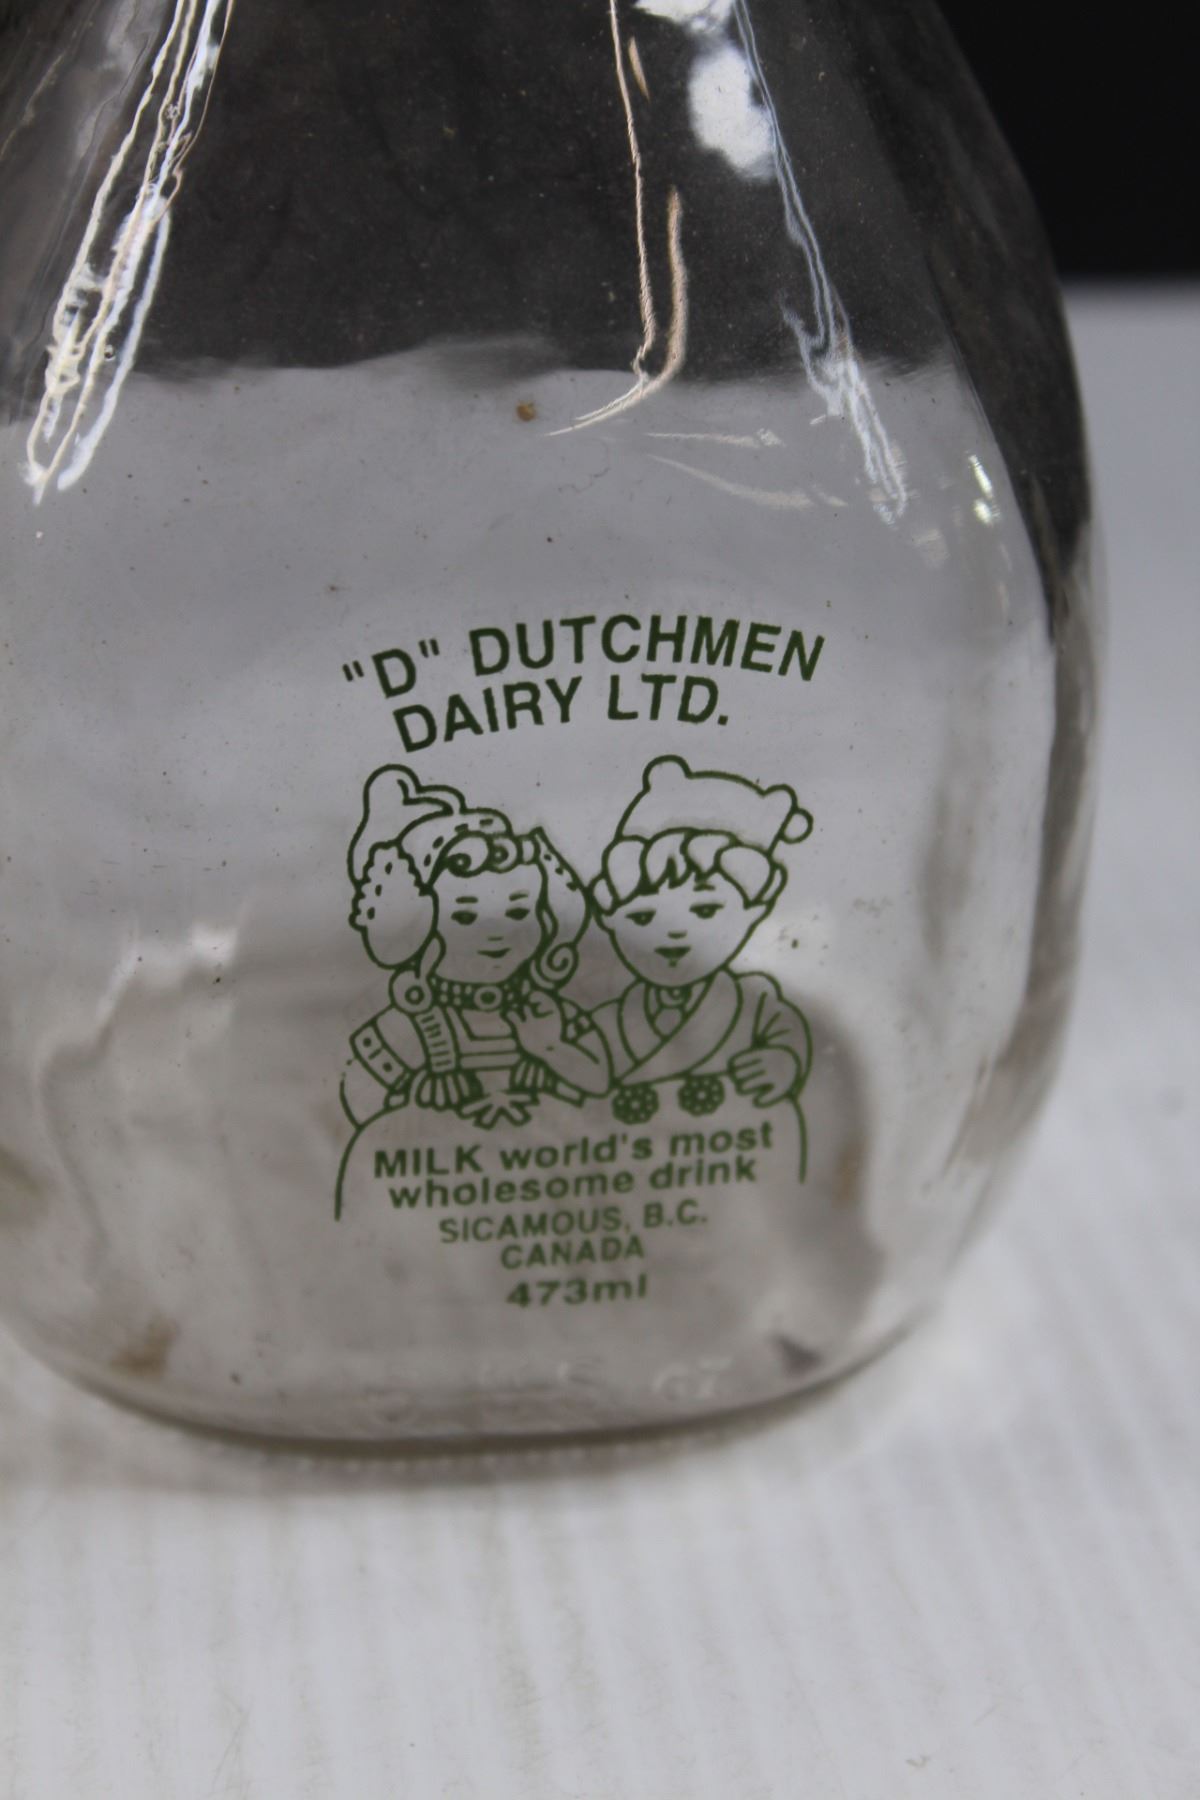 "D" DUTCHMEN
DAIRY LTD.
MILK world's most
wholesome drink
SICAMOUS, B.C.
CANADA
473ml